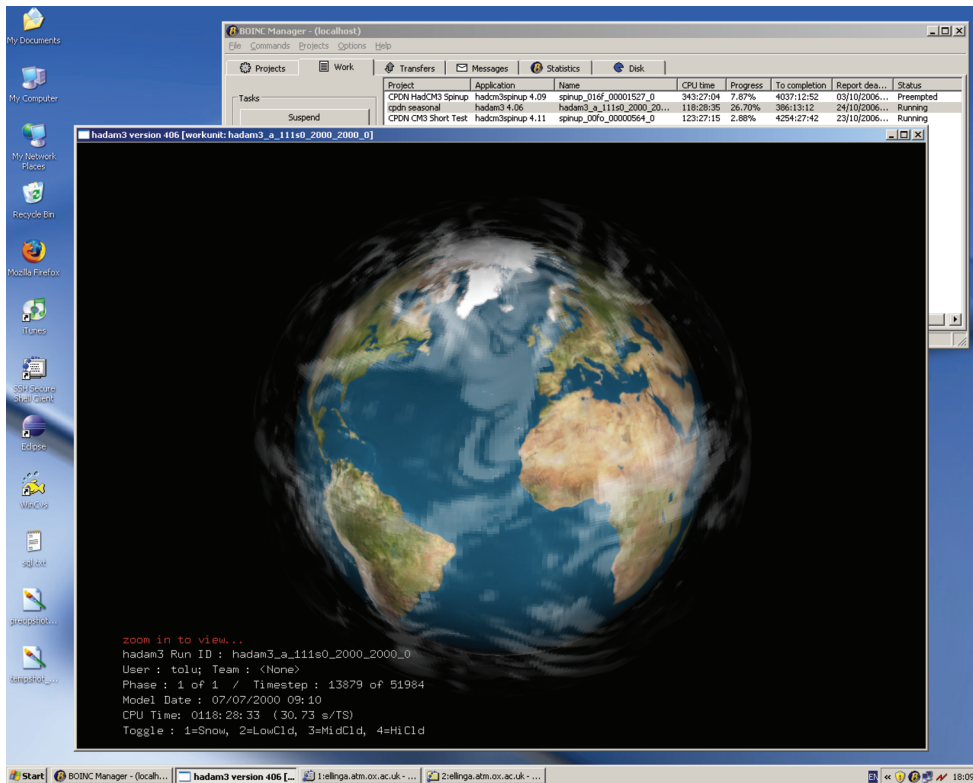 My Documents
My Computer
My Network
Places
Recycle Bin
Mozilla Firefox
iTunes
SSH Secure
Shell Client
Eclipse
WinCvs
sql.txt
preupshot...
tempshot_...
BOINC Manager - (localhost)
File Commands Projects Options Help
Projects Work Transfers Messages Statistics Disk
Tasks
Suspend
Project Application Name CPU time Progress To completion Report dea... Status
CPDN HadCM3 Spinup hadcm3spinup 4.09 spinup_016f_00001527_0 343:27:04 7.87% 4037:12:52 03/10/2006... Preempted
cpdn seasonal hadam3 4.06 hadam3_a_111s0_2000_20... 118:28:35 26.70% 386:13:12 24/10/2006... Running
CPDN CM3 Short Test hadcm3spinup 4.11 spinup_00fo_00000564_0 123:27:15 2.88% 4254:27:42 23/10/2006... Running
hadam3 version 406 [workunit: hadam3_a_111s0_2000_2000_0]
zoom in to view...
hadam3 Run ID : hadam3_a_111s0_2000_2000_0
User : tolu; Team : <None>
Phase : 1 of 1 / Timestep : 13879 of 51984
Model Date : 07/07/2000 09:10
CPU Time: 0118:28:33 (30.73 s/TS)
Toggle : 1=Snow, 2=LowCld, 3=MidCld, 4=HiCld
Start BOINC Manager - (localh... hadam3 version 406 [... 1:ellinga.atm.ox.ac.uk - ... 2:ellinga.atm.ox.ac.uk - ... EN « 18:09